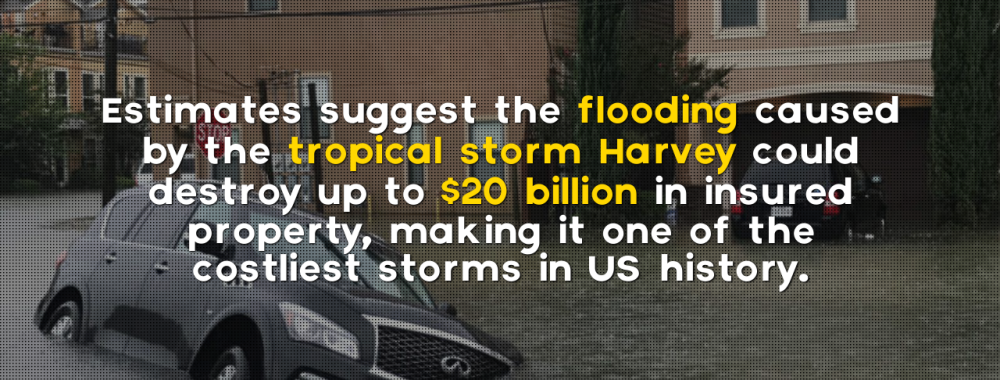 Estimates suggest the flooding caused
by the tropical storm Harvey could
destroy up to $20 billion in insured
property, making it one of the
costliest storms in US history.
STOP